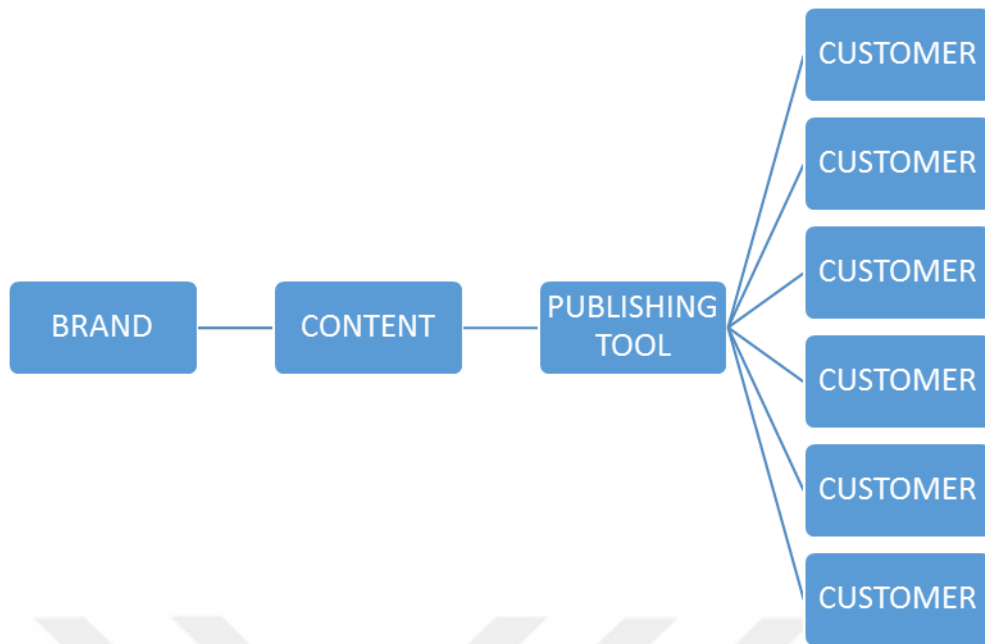 BRAND
CONTENT
PUBLISHING
TOOL
CUSTOMER
CUSTOMER
CUSTOMER
CUSTOMER
CUSTOMER
CUSTOMER